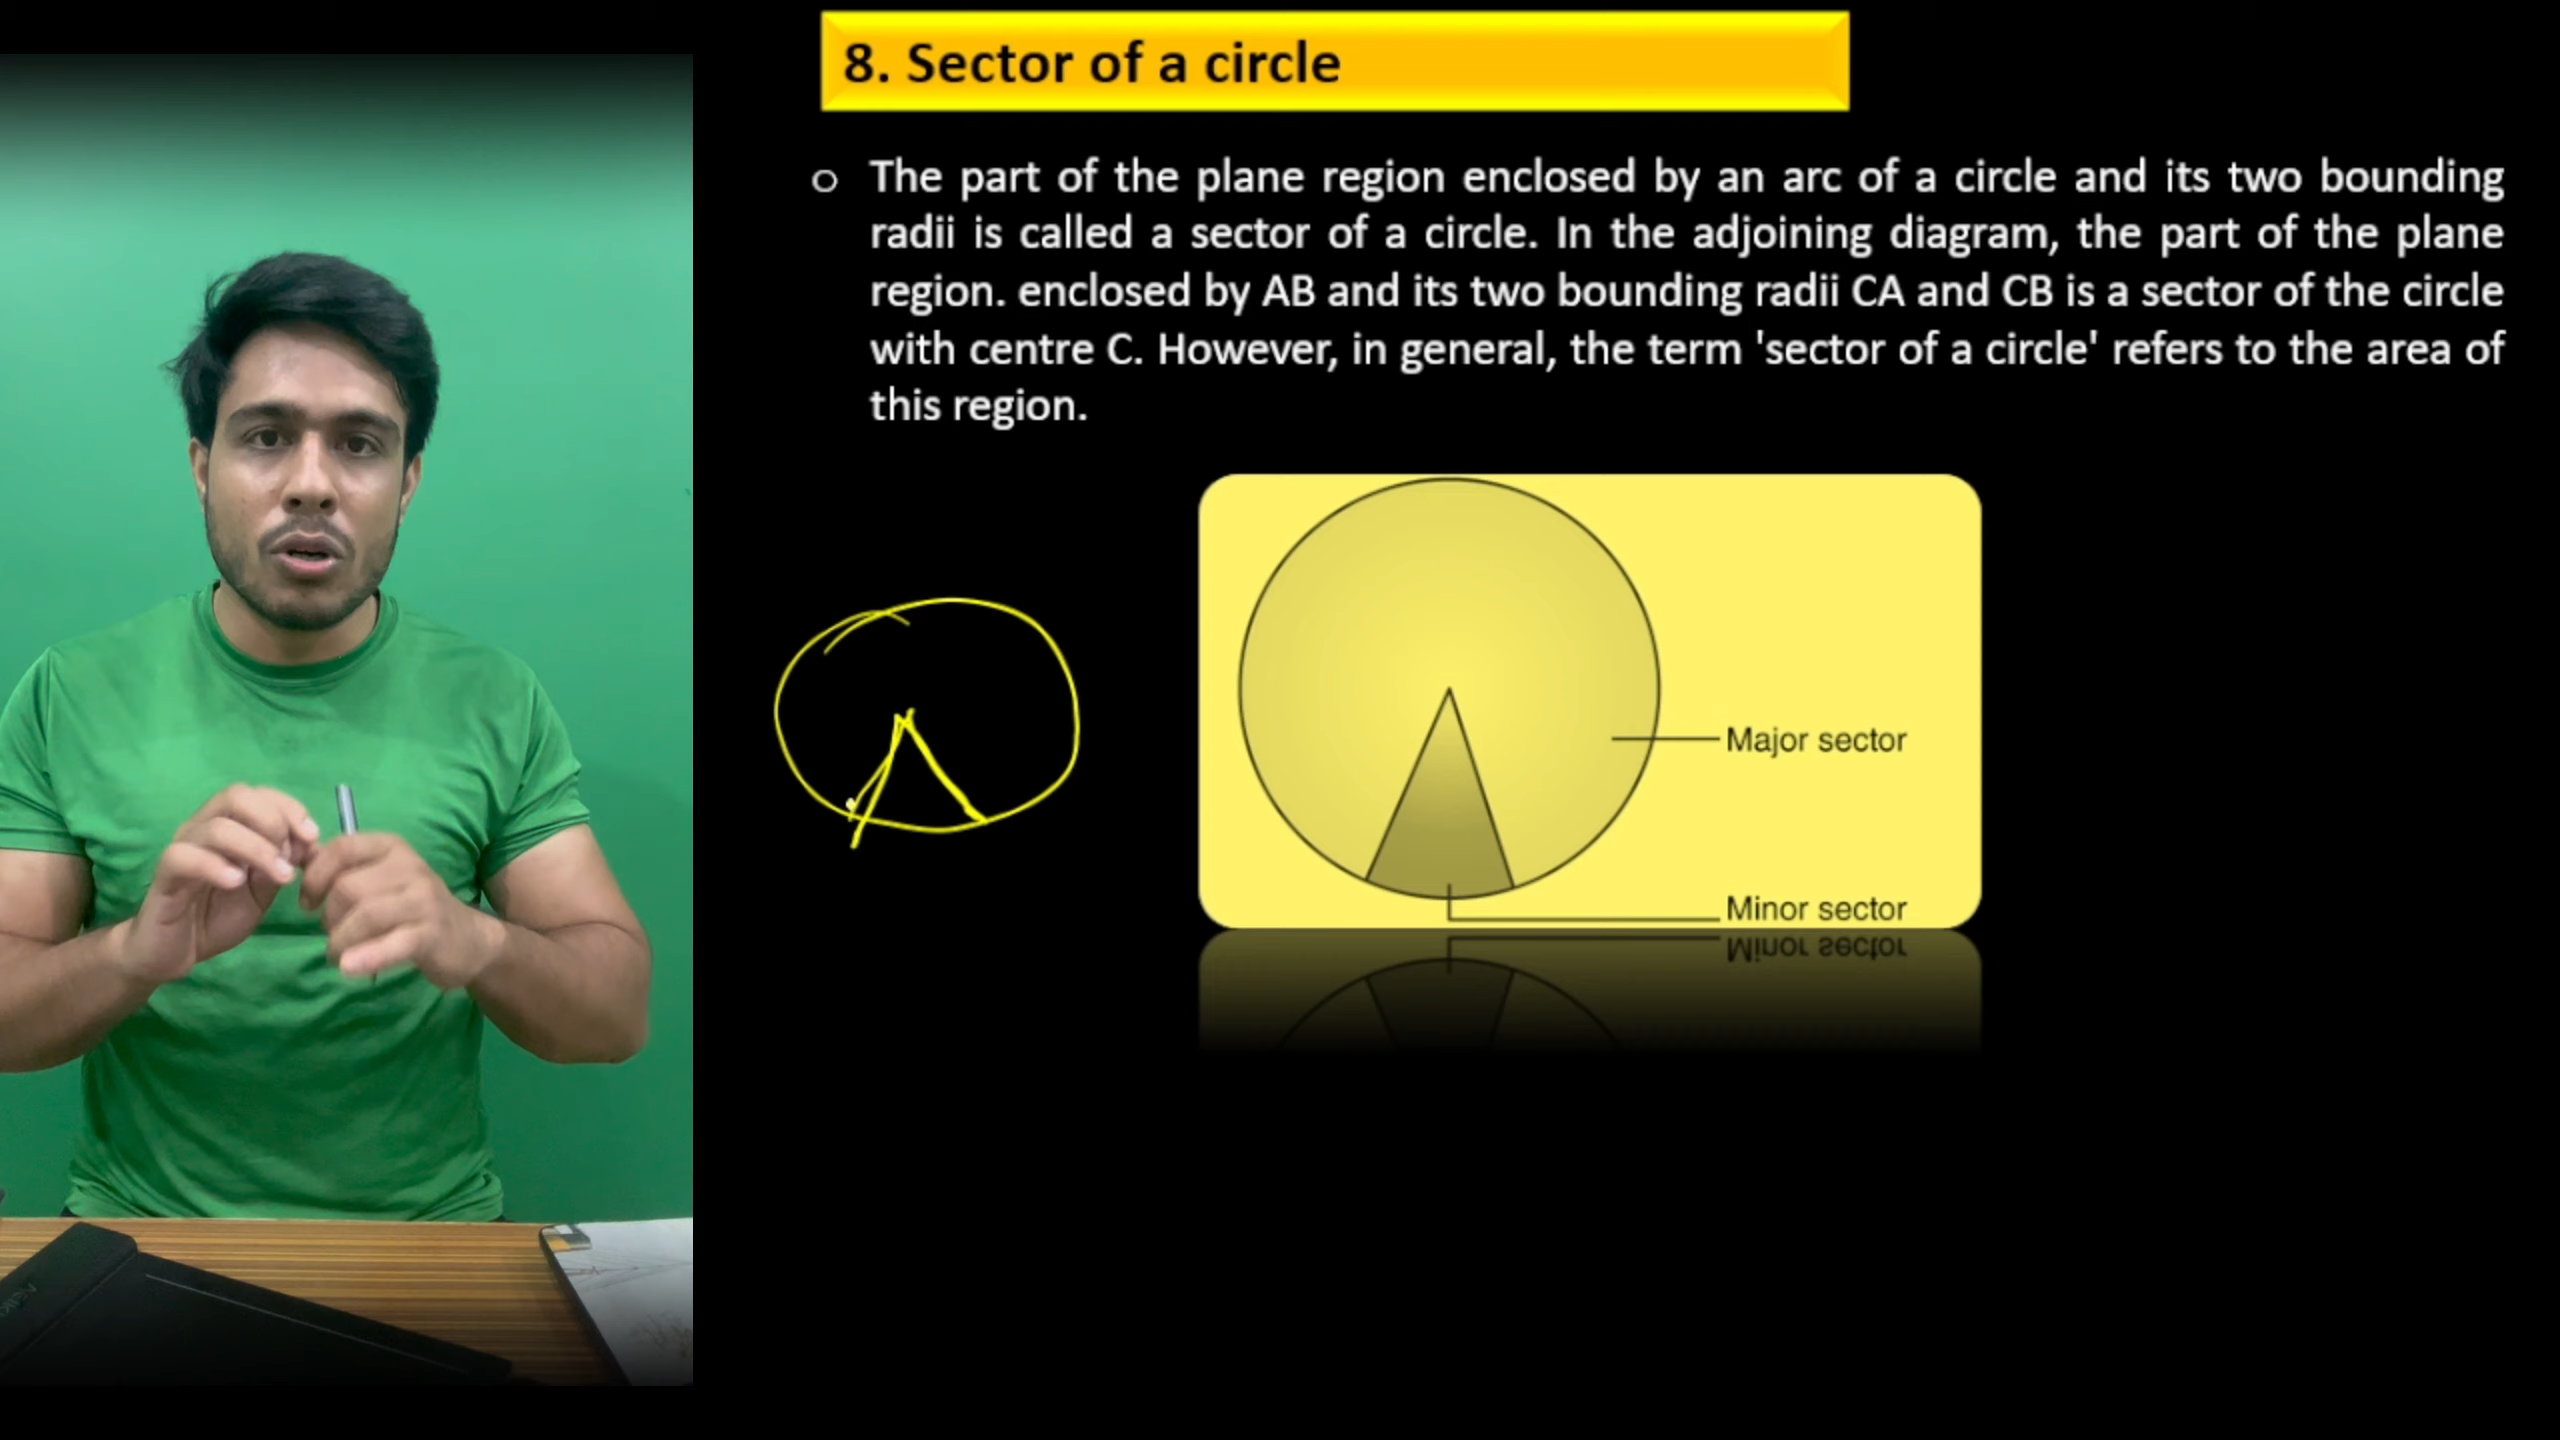 8. Sector of a circle
o The part of the plane region enclosed by an arc of a circle and its two bounding
radii is called a sector of a circle. In the adjoining diagram, the part of the plane
region. enclosed by AB and its two bounding radii CA and CB is a sector of the circle
with centre C. However, in general, the term 'sector of a circle' refers to the area of
this region.
Major sector
Minor sector
Minor sector